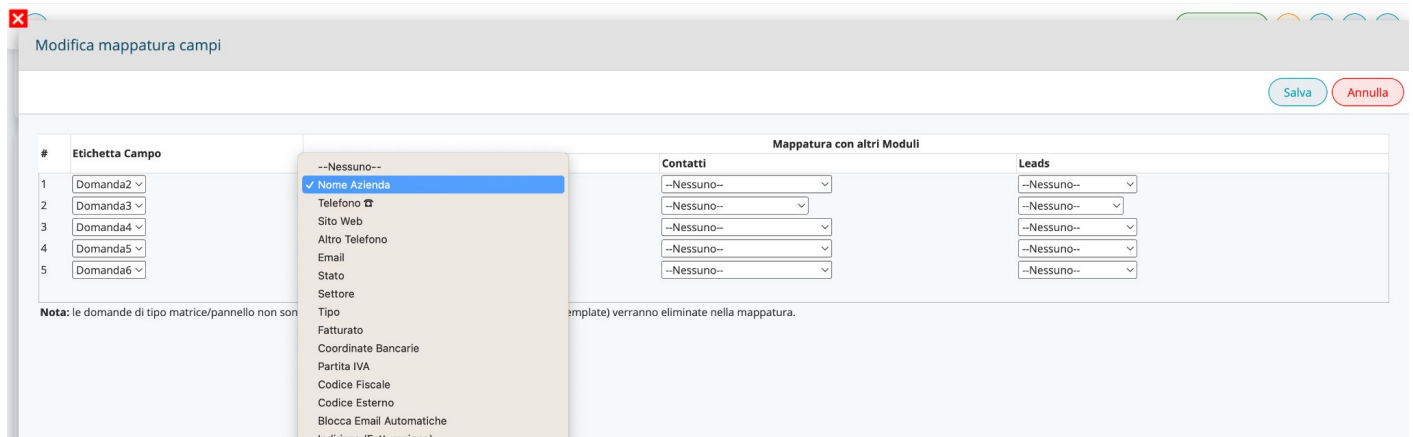 Modifica mappatura campi
Salva Annulla
# Etichetta Campo Mappatura con altri Moduli
Contatti Leads
1 Domanda2 --Nessuno-- --Nessuno--
2 Domanda3 --Nessuno-- --Nessuno--
3 Domanda4 --Nessuno-- --Nessuno--
4 Domanda5 --Nessuno-- --Nessuno--
5 Domanda6 --Nessuno-- --Nessuno--
--Nessuno--
✓ Nome Azienda
Telefono ☎
Sito Web
Altro Telefono
Email
Stato
Settore
Tipo
Fatturato
Coordinate Bancarie
Partita IVA
Codice Fiscale
Codice Esterno
Blocca Email Automatiche
Nota: le domande di tipo matrice/pannello non son emplate) verranno eliminate nella mappatura.